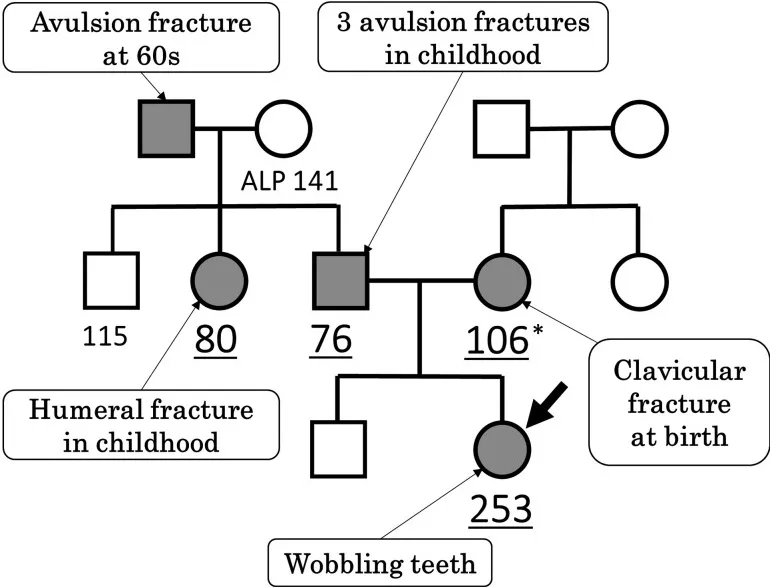 Avulsion fracture
at 60s
3 avulsion fractures
in childhood
ALP 141
115
80
76
106*
Humeral fracture
in childhood
Clavicular
fracture
at birth
253
Wobbling teeth